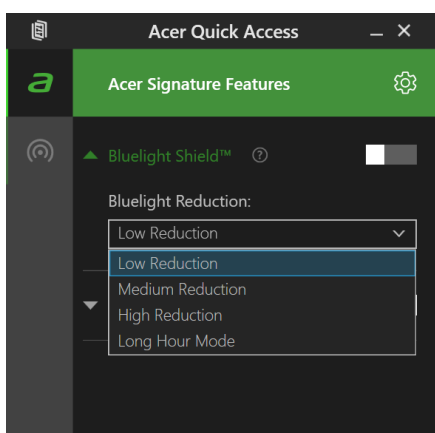 Acer Quick Access
a
Acer Signature Features
Bluelight Shield™ ?
Bluelight Reduction:
Low Reduction
Low Reduction
Medium Reduction
High Reduction
Long Hour Mode